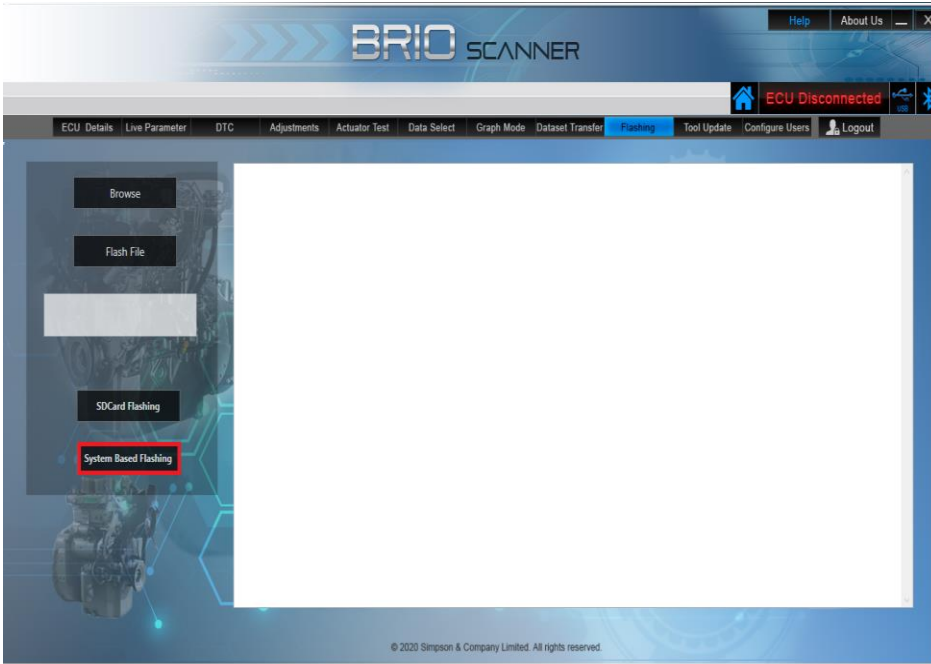 Help About Us
BRIO SCANNER
ECU Disconnected
USB
ECU Details Live Parameter DTC Adjustments Actuator Test Data Select Graph Mode Dataset Transfer Flashing Tool Update Configure Users Logout
Browse
Flash File
SDCard Flashing
System Based Flashing
© 2020 Simpson & Company Limited. All rights reserved.